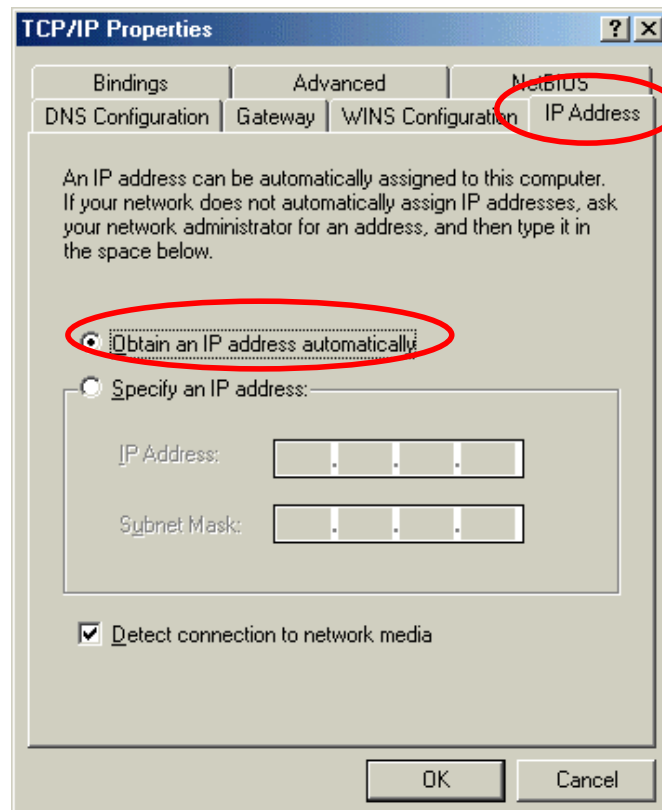 TCP/IP Properties
Bindings Advanced NetBIOS
DNS Configuration Gateway WINS Configuration IP Address
An IP address can be automatically assigned to this computer.
If your network does not automatically assign IP addresses, ask
your network administrator for an address, and then type it in
the space below.
Obtain an IP address automatically
Specify an IP address:
IP Address:
Subnet Mask:
Detect connection to network media
OK Cancel